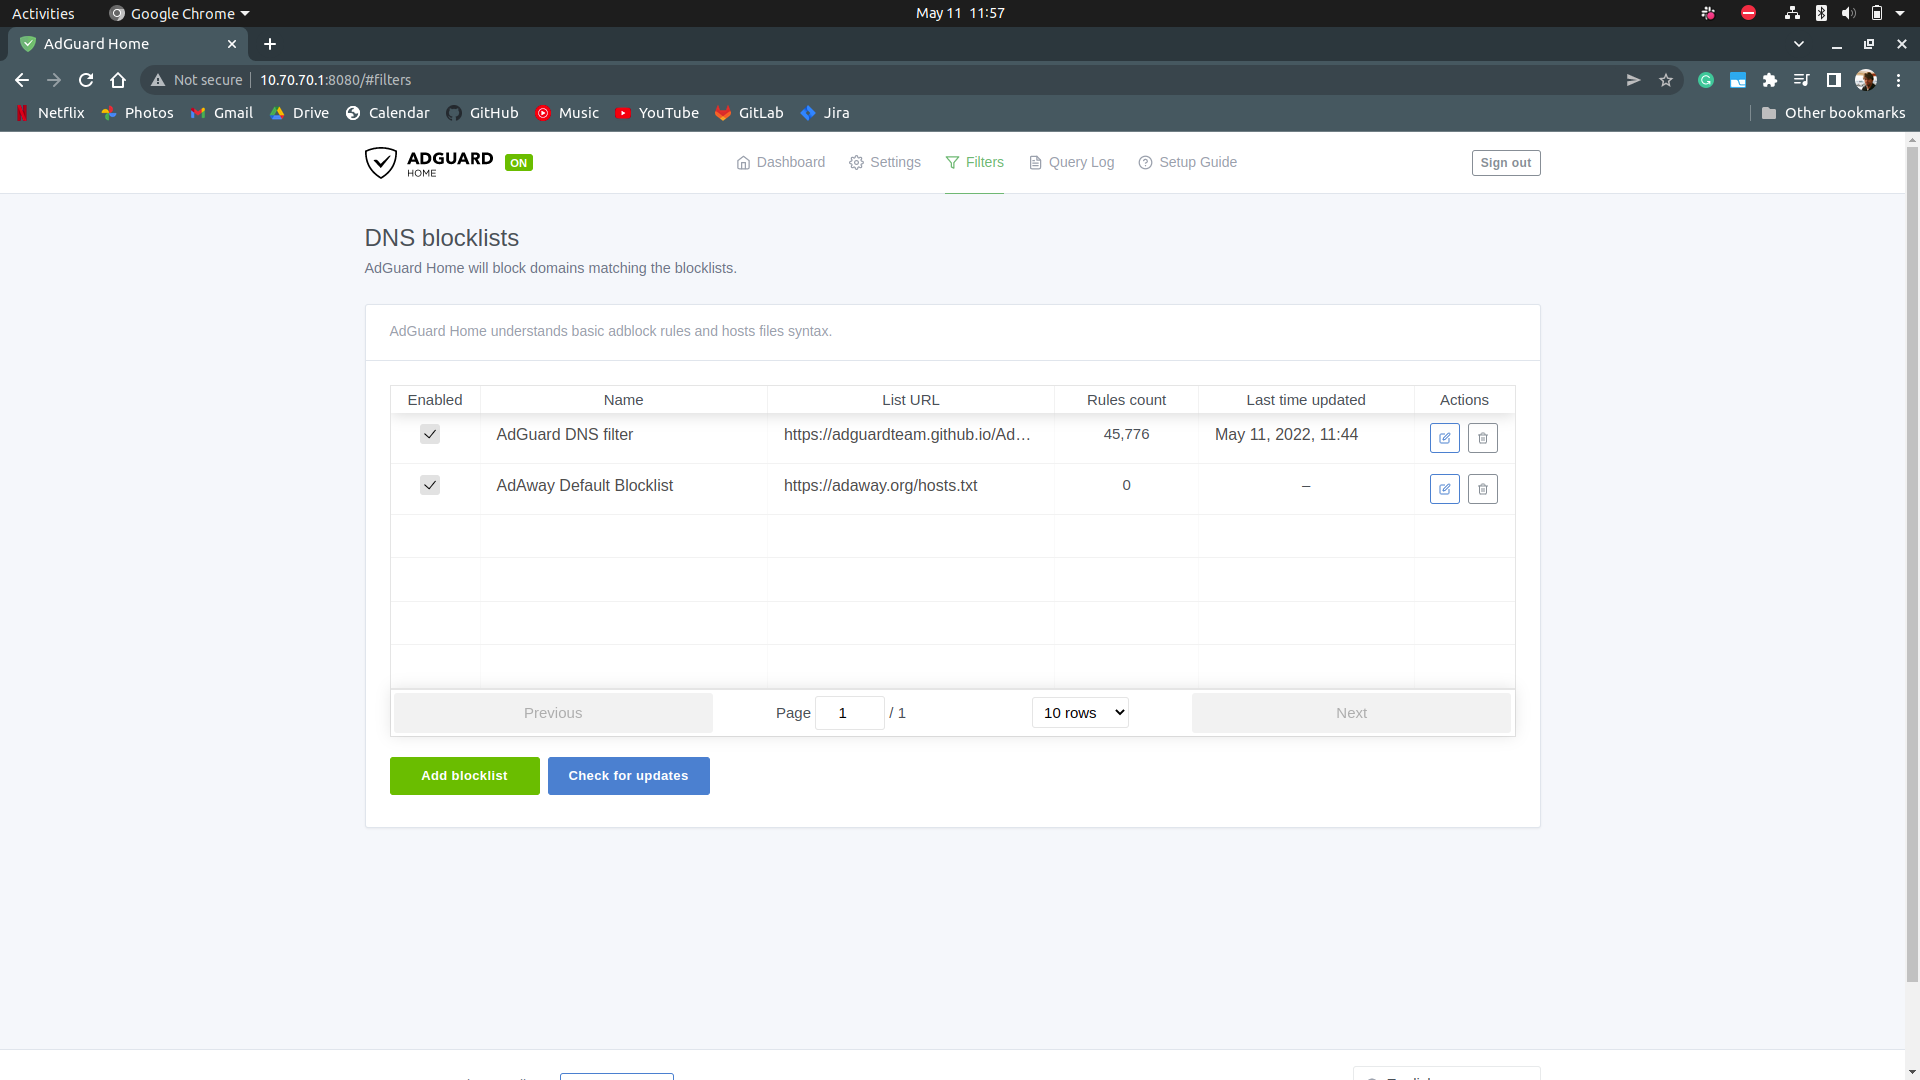 Activities
Google Chrome
May 11 11:57
AdGuard Home
Not secure
10.70.70.1:8080/#filters
Netflix
Photos
Gmail
Drive
Calendar
GitHub
Music
YouTube
GitLab
Jira
Other bookmarks
ADGUARD
HOME
ON
Dashboard
Settings
Filters
Query Log
Setup Guide
Sign out
DNS blocklists
AdGuard Home will block domains matching the blocklists.
AdGuard Home understands basic adblock rules and hosts files syntax.
Enabled Name List URL Rules count Last time updated Actions
AdGuard DNS filter https://adguardteam.github.io/Ad… 45,776 May 11, 2022, 11:44
AdAway Default Blocklist https://adaway.org/hosts.txt 0 –
Previous Page 1 / 1 10 rows Next
Add blocklist
Check for updates